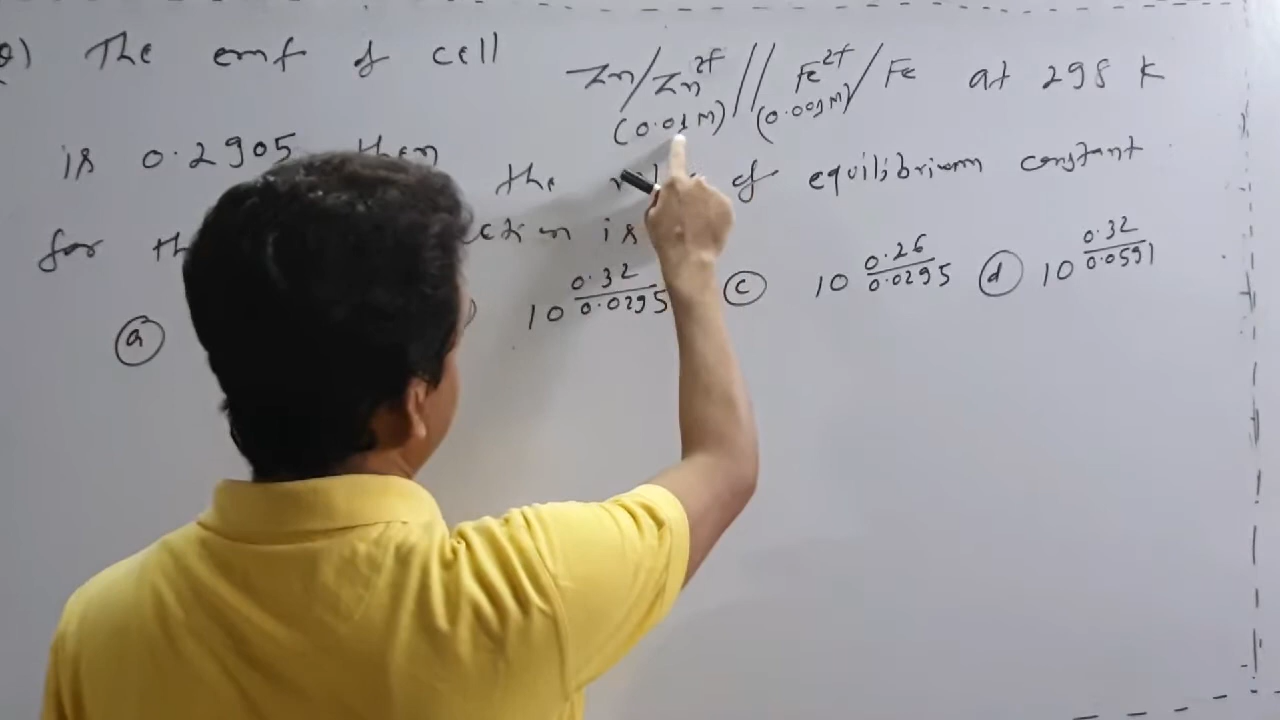 Q) The emf of cell Zn/Zn²⁺ // Fe²⁺/Fe at 298 K
(0.01M) (0.001M)
is 0.2905 then the of equilibrium constant
for th ction is
(a) 10^(0.32/0.0295) (c) 10^(0.26/0.0295) (d) 10^(0.32/0.0591)